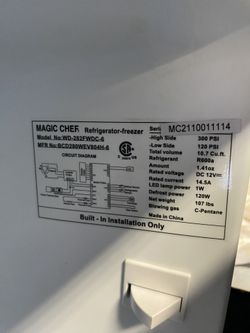 MAGIC CHEF Refrigerator-freezer
Model No:WD-282FWDC-6
MFR No:BCD280WEV804H-6
CIRCUIT DIAGRAM
Built - In Installation Only
Serial MC2110011114
-High Side 300 PSI
-Low Side 120 PSI
Total volume 10.7 Cu.ft.
Refrigerant R600a
Amount 1.41oz
Rated voltage DC 12V
Rated current 14.5A
LED lamp power 1W
Defrost power 120W
Net weight 107 lbs
Blowing gas C-Pentane
Made in China